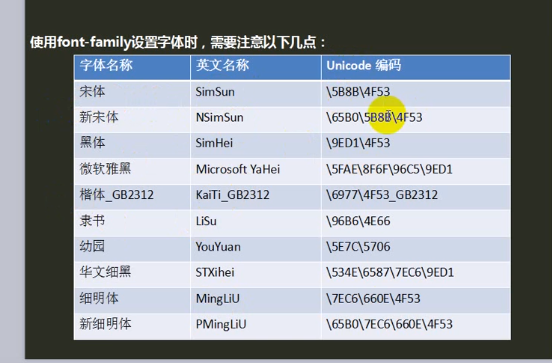 使用font-family设置字体时，需要注意以下几点：
字体名称 英文名称 Unicode 编码
宋体 SimSun \5B8B\4F53
新宋体 NSimSun \65B0\5B8B\4F53
黑体 SimHei \9ED1\4F53
微软雅黑 Microsoft YaHei \5FAE\8F6F\96C5\9ED1
楷体_GB2312 KaiTi_GB2312 \6977\4F53_GB2312
隶书 LiSu \96B6\4E66
幼园 YouYuan \5E7C\5706
华文细黑 STXihei \534E\6587\7EC6\9ED1
细明体 MingLiU \7EC6\660E\4F53
新细明体 PMingLiU \65B0\7EC6\660E\4F53